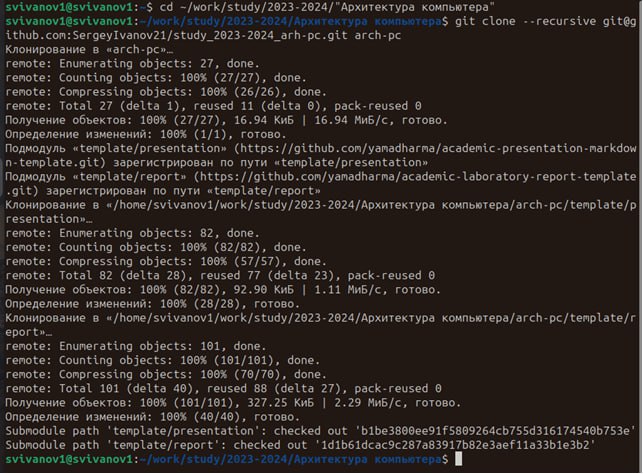 svivanov1@svivanov1:~$ cd ~/work/study/2023-2024/"Архитектура компьютера"
svivanov1@svivanov1:~/work/study/2023-2024/Архитектура компьютера$ git clone --recursive git@g
ithub.com:SergeyIvanov21/study_2023-2024_arh-pc.git arch-pc
Клонирование в «arch-pc»…
remote: Enumerating objects: 27, done.
remote: Counting objects: 100% (27/27), done.
remote: Compressing objects: 100% (26/26), done.
remote: Total 27 (delta 1), reused 11 (delta 0), pack-reused 0
Получение объектов: 100% (27/27), 16.94 КиБ | 16.94 МиБ/с, готово.
Определение изменений: 100% (1/1), готово.
Подмодуль «template/presentation» (https://github.com/yamadharma/academic-presentation-markdow
n-template.git) зарегистрирован по пути «template/presentation»
Подмодуль «template/report» (https://github.com/yamadharma/academic-laboratory-report-template
.git) зарегистрирован по пути «template/report»
Клонирование в «/home/svivanov1/work/study/2023-2024/Архитектура компьютера/arch-pc/template/p
resentation»…
remote: Enumerating objects: 82, done.
remote: Counting objects: 100% (82/82), done.
remote: Compressing objects: 100% (57/57), done.
remote: Total 82 (delta 28), reused 77 (delta 23), pack-reused 0
Получение объектов: 100% (82/82), 92.90 КиБ | 1.11 МиБ/с, готово.
Определение изменений: 100% (28/28), готово.
Клонирование в «/home/svivanov1/work/study/2023-2024/Архитектура компьютера/arch-pc/template/r
eport»…
remote: Enumerating objects: 101, done.
remote: Counting objects: 100% (101/101), done.
remote: Compressing objects: 100% (70/70), done.
remote: Total 101 (delta 40), reused 88 (delta 27), pack-reused 0
Получение объектов: 100% (101/101), 327.25 КиБ | 2.29 МиБ/с, готово.
Определение изменений: 100% (40/40), готово.
Submodule path 'template/presentation': checked out 'b1be3800ee91f5809264cb755d316174540b753e'
Submodule path 'template/report': checked out '1d1b61dcac9c287a83917b82e3aef11a33b1e3b2'
svivanov1@svivanov1:~/work/study/2023-2024/Архитектура компьютера$